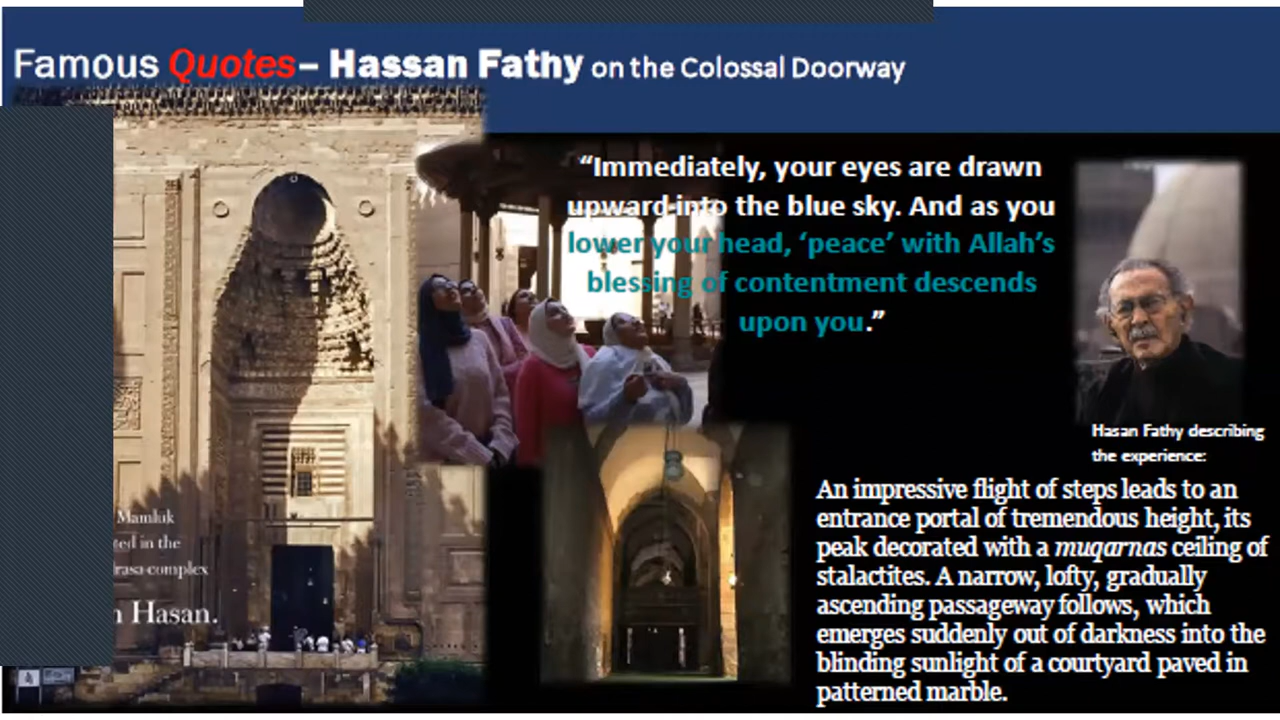 Famous Quotes– Hassan Fathy on the Colossal Doorway
“Immediately, your eyes are drawn
upward into the blue sky. And as you
lower your head, ‘peace’ with Allah’s
blessing of contentment descends
upon you.”
Hasan Fathy describing
the experience:
An impressive flight of steps leads to an
entrance portal of tremendous height, its
peak decorated with a muqarnas ceiling of
stalactites. A narrow, lofty, gradually
ascending passageway follows, which
emerges suddenly out of darkness into the
blinding sunlight of a courtyard paved in
patterned marble.
Mamluk
ted in the
rasa complex
n Hasan.